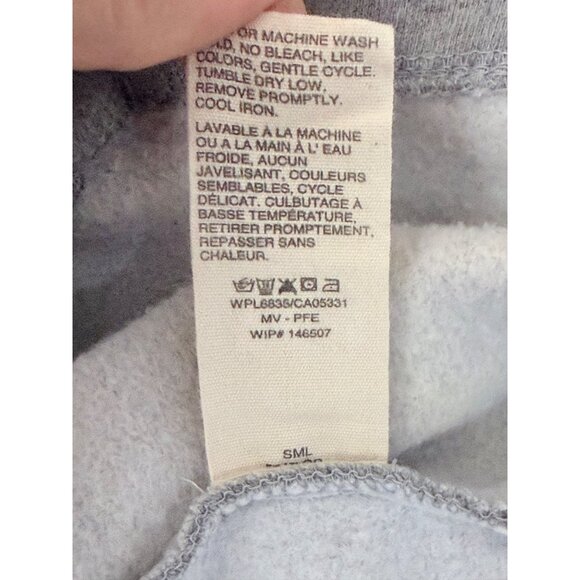 OR MACHINE WASH
COLD, NO BLEACH, LIKE
COLORS, GENTLE CYCLE.
TUMBLE DRY LOW.
REMOVE PROMPTLY.
COOL IRON.
LAVABLE À LA MACHINE
OU A LA MAIN À L' EAU
FROIDE, AUCUN
JAVELISANT, COULEURS
SEMBLABLES, CYCLE
DÉLICAT. CULBUTAGE À
BASSE TEMPÉRATURE.
RETIRER PROMPTEMENT.
REPASSER SANS
CHALEUR.
WPL6835/CA05331
MV - PFE
WIP# 146507
SML